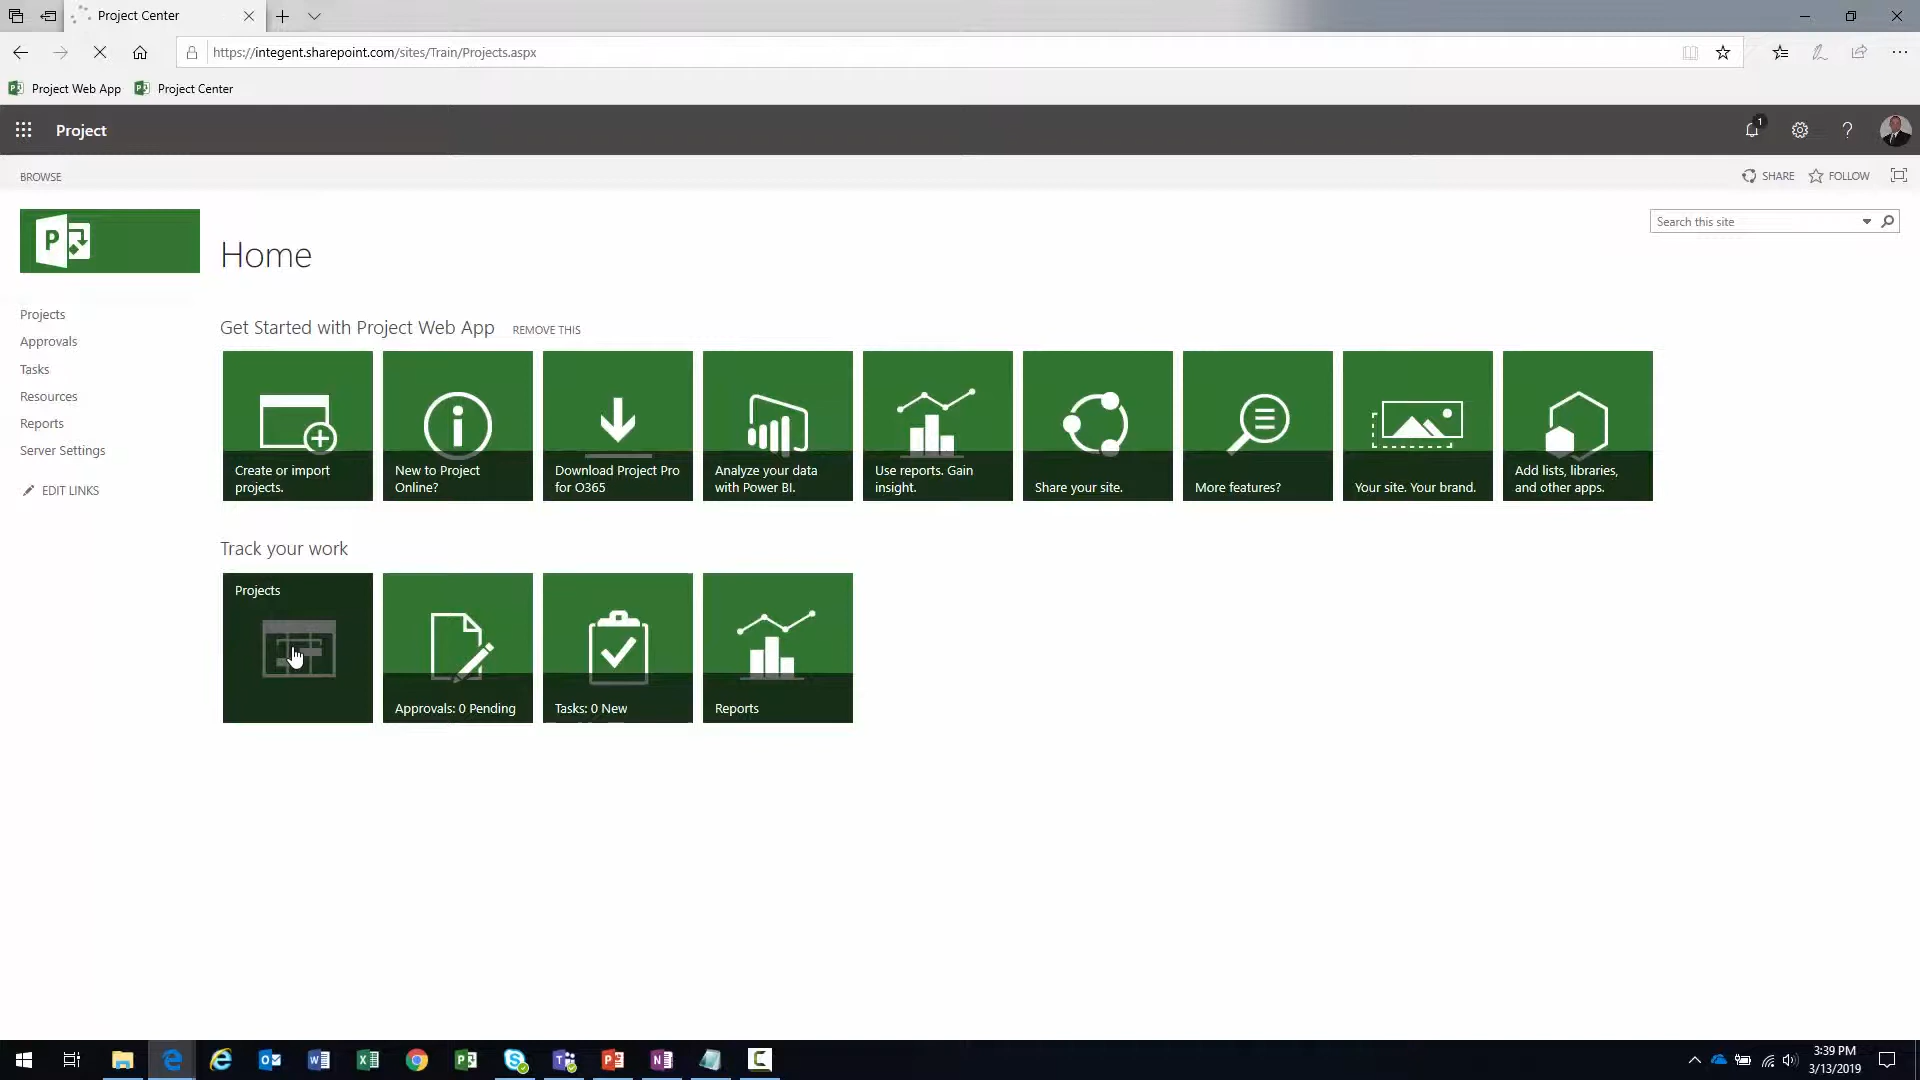 Project Center
https://integent.sharepoint.com/sites/Train/Projects.aspx
Project Web App
Project Center
Project
1
BROWSE
SHARE
FOLLOW
P
Home
Search this site
Projects
Approvals
Tasks
Resources
Reports
Server Settings
EDIT LINKS
Get Started with Project Web App
REMOVE THIS
Create or import
projects.
New to Project
Online?
Download Project Pro
for O365
Analyze your data
with Power BI.
Use reports. Gain
insight.
Share your site.
More features?
Your site. Your brand.
Add lists, libraries,
and other apps.
Track your work
Projects
Approvals: 0 Pending
Tasks: 0 New
Reports
3:39 PM
3/13/2019